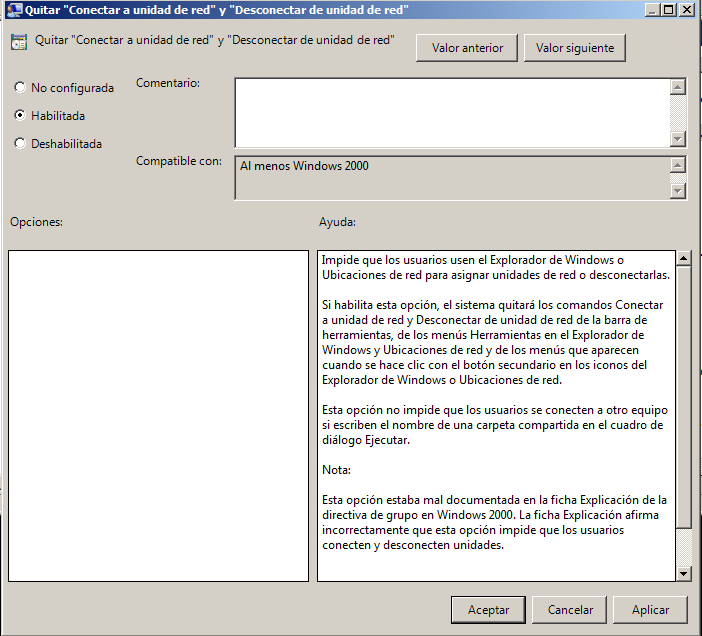 Quitar "Conectar a unidad de red" y "Desconectar de unidad de red"
Quitar "Conectar a unidad de red" y "Desconectar de unidad de red"
Valor anterior
Valor siguiente
No configurada
Comentario:
Habilitada
Deshabilitada
Compatible con:
Al menos Windows 2000
Opciones:
Ayuda:
Impide que los usuarios usen el Explorador de Windows o
Ubicaciones de red para asignar unidades de red o desconectarlas.
Si habilita esta opción, el sistema quitará los comandos Conectar
a unidad de red y Desconectar de unidad de red de la barra de
herramientas, de los menús Herramientas en el Explorador de
Windows y Ubicaciones de red y de los menús que aparecen
cuando se hace clic con el botón secundario en los iconos del
Explorador de Windows o Ubicaciones de red.
Esta opción no impide que los usuarios se conecten a otro equipo
si escriben el nombre de una carpeta compartida en el cuadro de
diálogo Ejecutar.
Nota:
Esta opción estaba mal documentada en la ficha Explicación de la
directiva de grupo en Windows 2000. La ficha Explicación afirma
incorrectamente que esta opción impide que los usuarios
conecten y desconecten unidades.
Aceptar
Cancelar
Aplicar